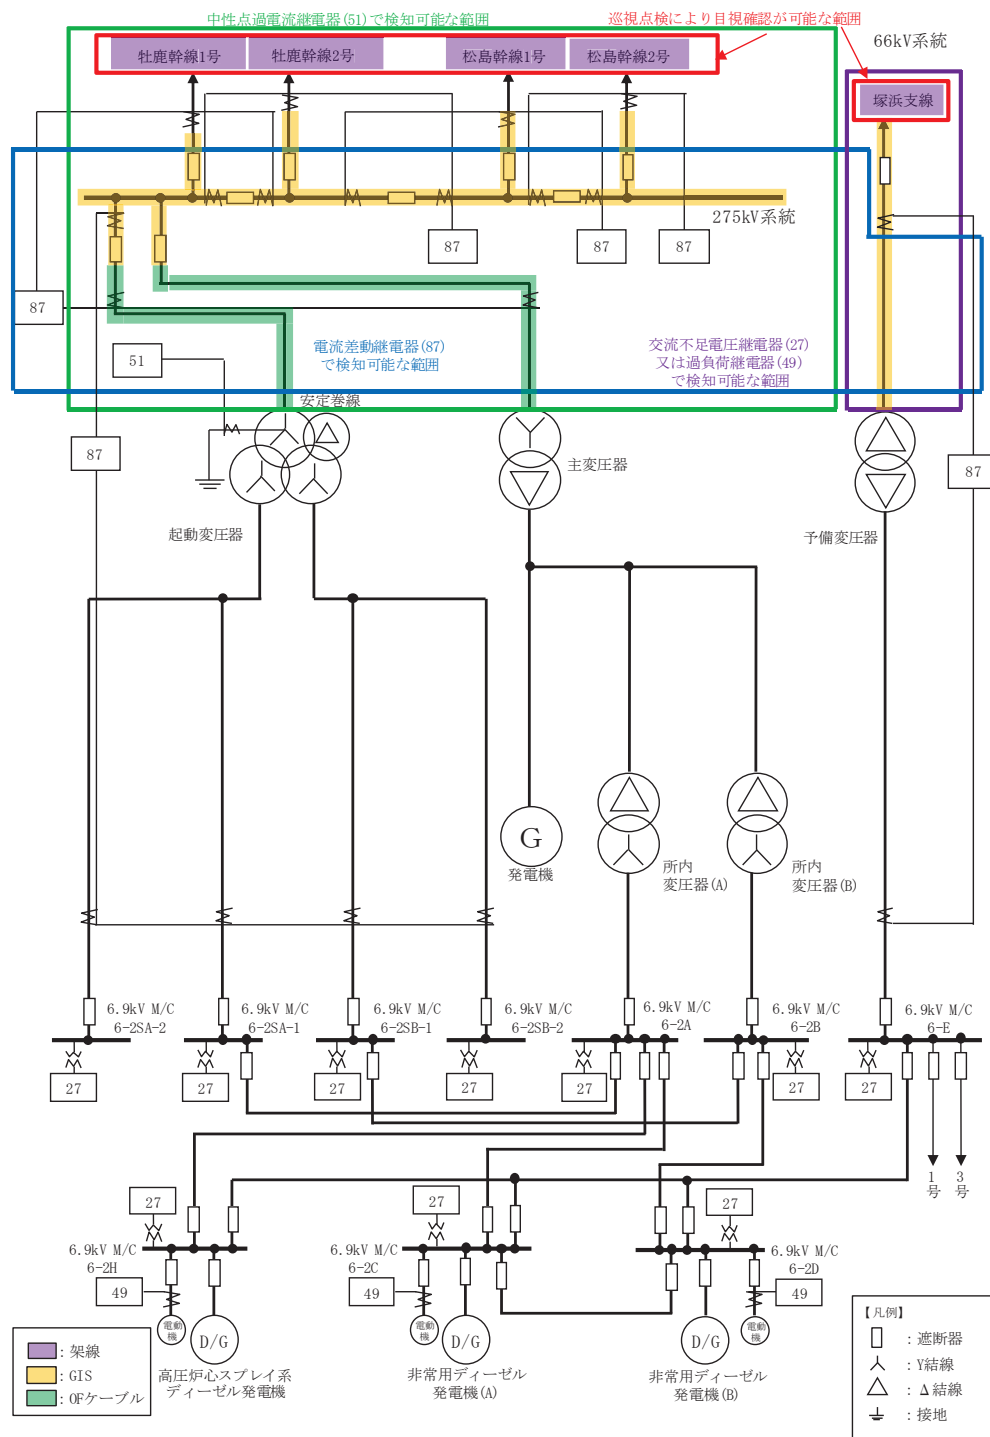 中性点過電流継電器(51)で検知可能な範囲
巡視点検により目視確認が可能な範囲
66kV系統
牡鹿幹線1号
牡鹿幹線2号
松島幹線1号
松島幹線2号
塚浜支線
275kV系統
87
87
87
87
電流差動継電器(87)
で検知可能な範囲
交流不足電圧継電器(27)
又は過負荷継電器(49)
で検知可能な範囲
51
安定巻線
87
87
主変圧器
起動変圧器
予備変圧器
G
発電機
所内
変圧器(A)
所内
変圧器(B)
6.9kV M/C
6-2SA-2
6.9kV M/C
6-2SA-1
6.9kV M/C
6-2SB-1
6.9kV M/C
6-2SB-2
6.9kV M/C
6-2A
6.9kV M/C
6-2B
6.9kV M/C
6-E
27
27
27
27
27
27
27
1
号
3
号
27
27
27
6.9kV M/C
6-2H
6.9kV M/C
6-2C
6.9kV M/C
6-2D
49
49
49
電動
機
D/G
電動
機
D/G
D/G
電動
機
高圧炉心スプレイ系
ディーゼル発電機
非常用ディーゼル
発電機(A)
非常用ディーゼル
発電機(B)
：架線
：GIS
：OFケーブル
【凡例】
：遮断器
：Y結線
：Δ結線
：接地